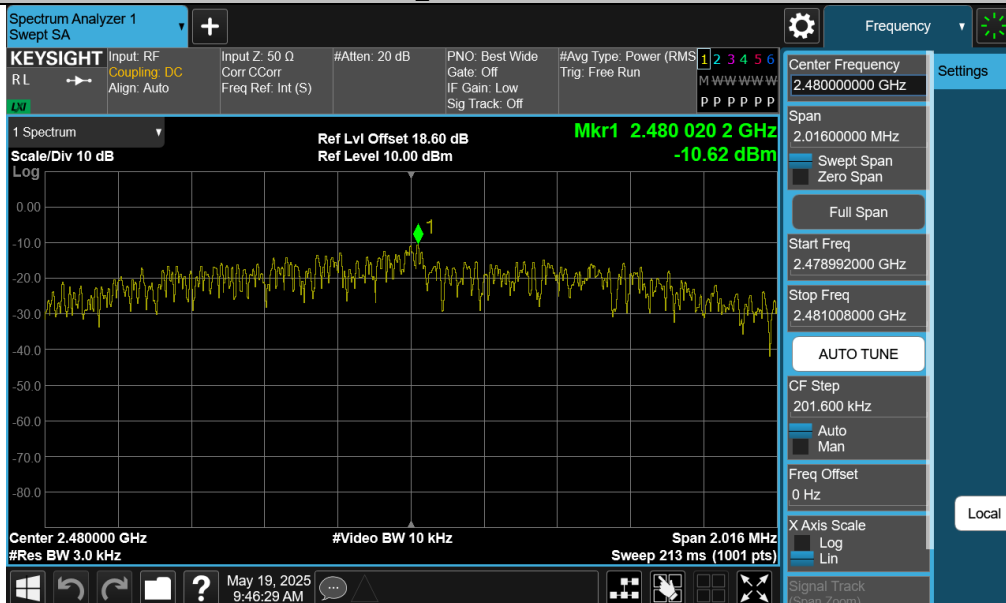 Spectrum Analyzer 1
Swept SA
+
Frequency
KEYSIGHT
RL
LXI
Input: RF
Coupling: DC
Align: Auto
Input Z: 50 Ω
Corr CCorr
Freq Ref: Int (S)
#Atten: 20 dB
PNO: Best Wide
Gate: Off
IF Gain: Low
Sig Track: Off
#Avg Type: Power (RMS
Trig: Free Run
1 2 3 4 5 6
M W W W W W
P P P P P P
1 Spectrum
Scale/Div 10 dB
Log
Ref Lvl Offset 18.60 dB
Ref Level 10.00 dBm
Mkr1 2.480 020 2 GHz
-10.62 dBm
1
0.00
-10.0
-20.0
-30.0
-40.0
-50.0
-60.0
-70.0
-80.0
Center 2.480000 GHz
#Res BW 3.0 kHz
#Video BW 10 kHz
Span 2.016 MHz
Sweep 213 ms (1001 pts)
?
May 19, 2025
9:46:29 AM
Center Frequency
2.480000000 GHz
Span
2.01600000 MHz
Swept Span
Zero Span
Full Span
Start Freq
2.478992000 GHz
Stop Freq
2.481008000 GHz
AUTO TUNE
CF Step
201.600 kHz
Auto
Man
Freq Offset
0 Hz
X Axis Scale
Log
Lin
Signal Track
(Span Zoom)
Settings
Local